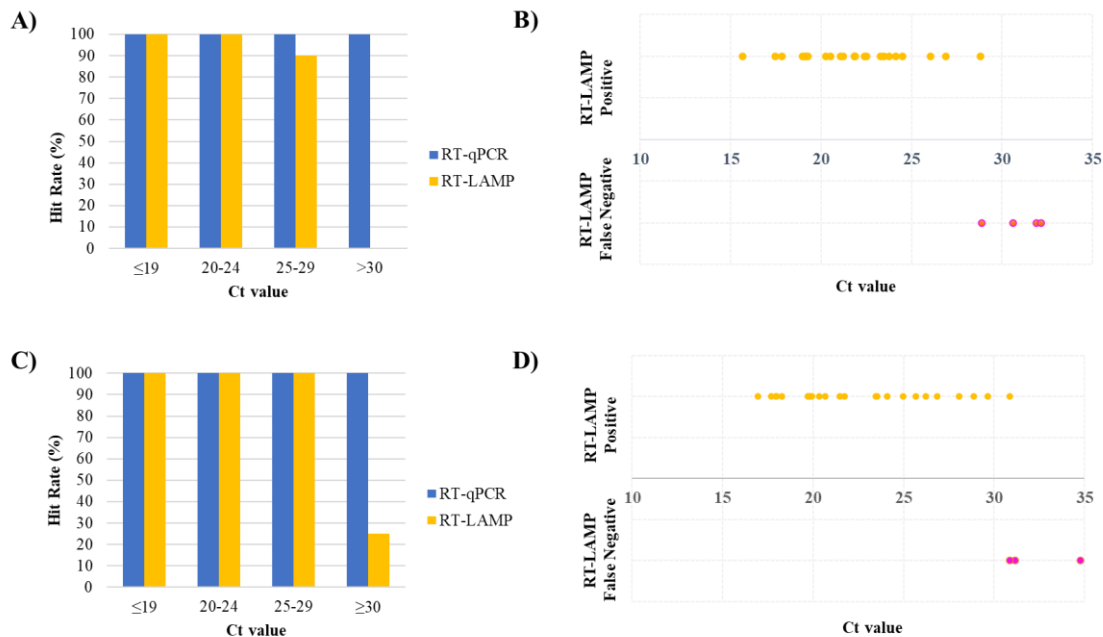 A)
100
90
80
70
60
50
40
30
20
10
0
Hit Rate (%)
≤19 20-24 25-29 >30
Ct value
RT-qPCR
RT-LAMP
B)
RT-LAMP
Positive
10 15 20 25 30 35
RT-LAMP
False Negative
Ct value
C)
100
90
80
70
60
50
40
30
20
10
0
Hit Rate (%)
≤19 20-24 25-29 ≥30
Ct value
RT-qPCR
RT-LAMP
D)
RT-LAMP
Positive
10 15 20 25 30 35
RT-LAMP
False Negative
Ct value